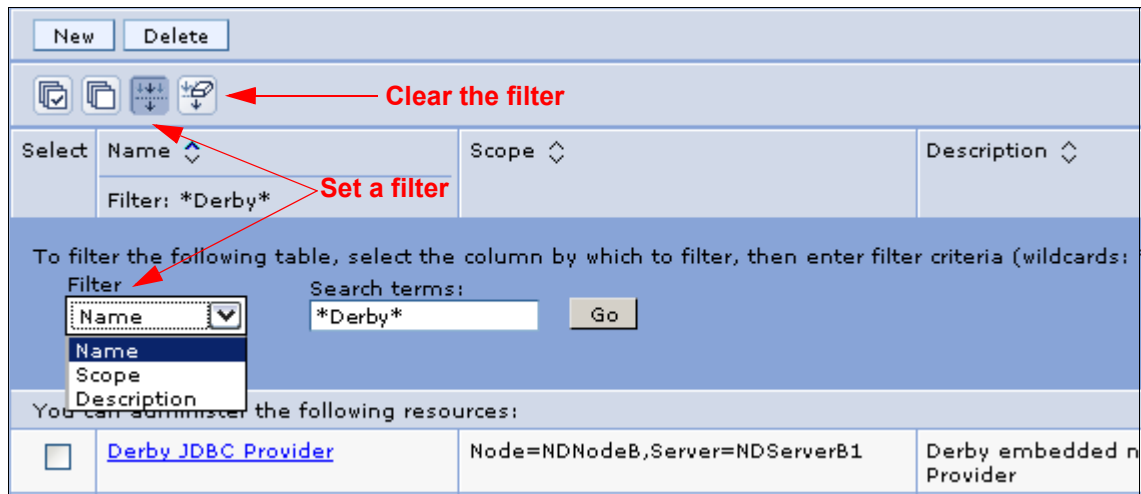 New Delete
Clear the filter
Select Name Scope Description
Set a filter
Filter: *Derby*
To filter the following table, select the column by which to filter, then enter filter criteria (wildcards:
Filter Search terms:
Name *Derby* Go
Name
Scope
Description
You can administer the following resources:
Derby JDBC Provider Node=NDNodeB,Server=NDServerB1 Derby embedded n
Provider